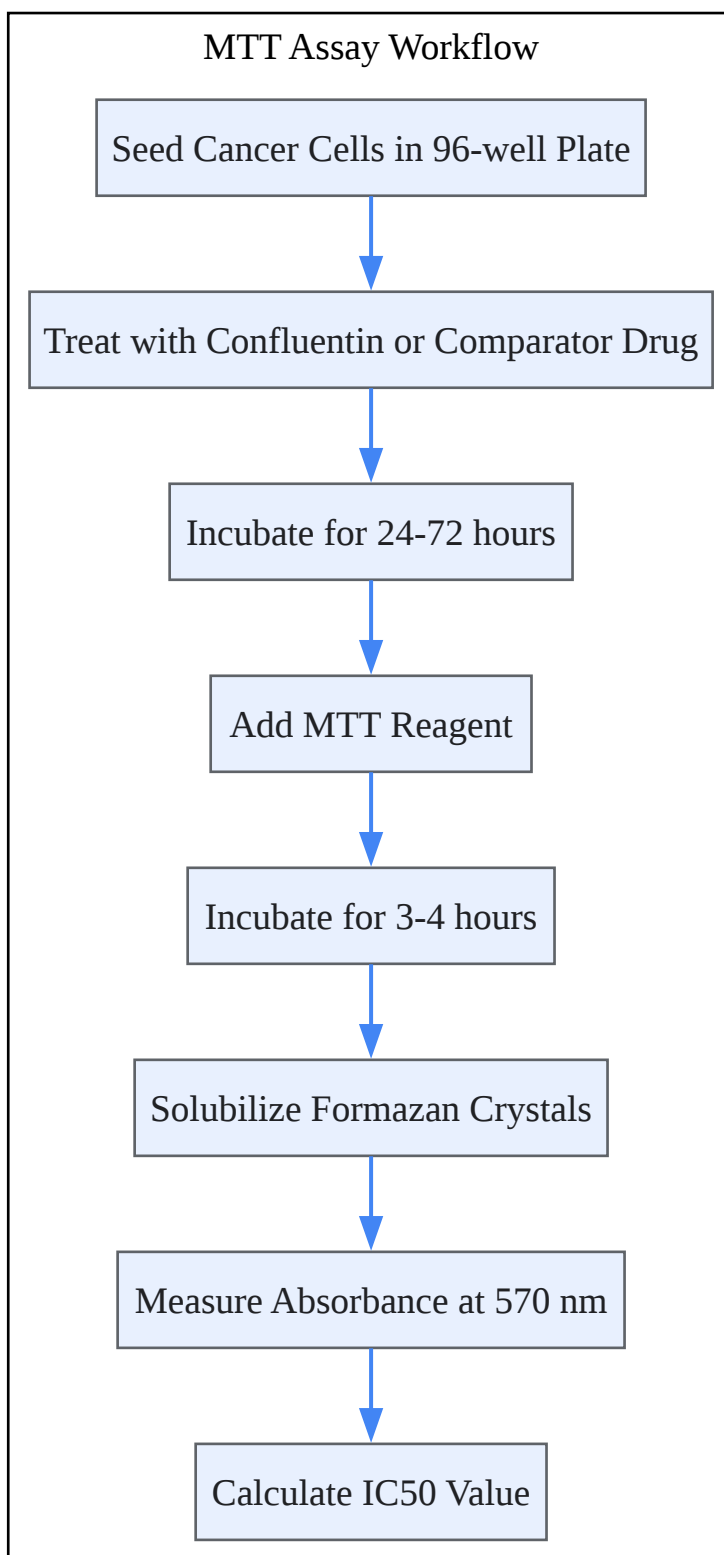 MTT Assay Workflow
Seed Cancer Cells in 96-well Plate
Treat with Confluentin or Comparator Drug
Incubate for 24-72 hours
Add MTT Reagent
Incubate for 3-4 hours
Solubilize Formazan Crystals
Measure Absorbance at 570 nm
Calculate IC50 Value